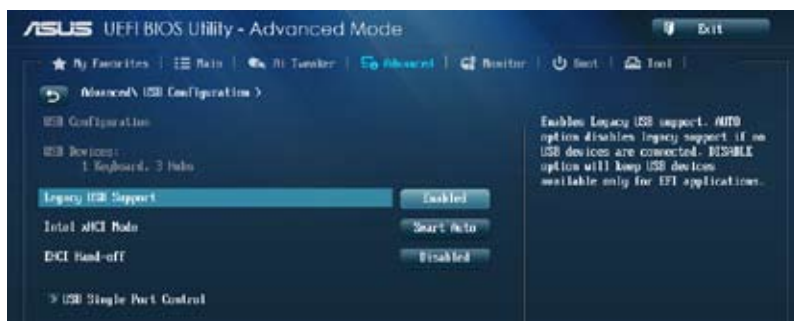 ASUS UEFI BIOS Utility - Advanced Mode
Exit
My Favorites | Main | Ai Tweaker | Advanced | Monitor | Boot | Tool |
Advanced\ USB Configuration >
USB Configuration
USB Devices:
1 Keyboard, 3 Hubs
Legacy USB Support Enabled
Intel xHCI Mode Smart Auto
EHCI Hand-off Disabled
> USB Single Port Control
Enables Legacy USB support. AUTO
option disables legacy support if no
USB devices are connected. DISABLE
option will keep USB devices
available only for EFI applications.